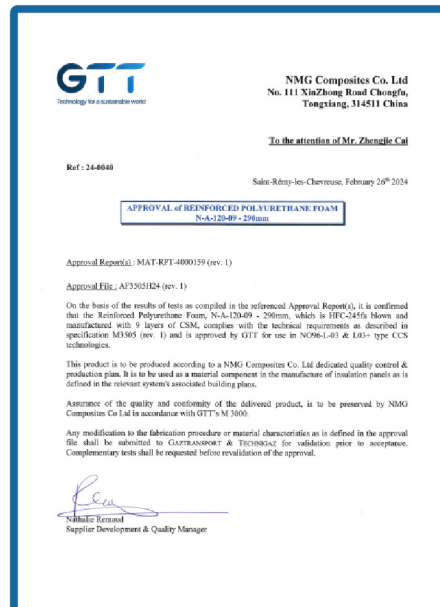 GTT
Technology for a sustainable world
NMG Composites Co. Ltd
No. 111 XinZhong Road Chongfu,
Tongxiang, 314511 China
To the attention of Mr. Zhengjie Cai
Ref : 24-0040
Saint-Rémy-les-Chevreuse, February 26th 2024
APPROVAL of REINFORCED POLYURETHANE FOAM
N-A-120-09 - 290mm
Approval Report(s) : MAT-RPT-4000159 (rev. 1)
Approval File : AF3505H24 (rev. 1)
On the basis of the results of tests as compiled in the referenced Approval Report(s), it is confirmed
that the Reinforced Polyurethane Foam, N-A-120-09 - 290mm, which is HFC-245fa blown and
manufactured with 9 layers of CSM, complies with the technical requirements as described in
specification M3505 (rev. 1) and is approved by GTT for use in NO96-L-03 & L03+ type CCS
technologies.
This product is to be produced according to a NMG Composites Co. Ltd dedicated quality control &
production plan. It is to be used as a material component in the manufacture of insulation panels as is
defined in the relevant system's associated building plans.
Assurance of the quality and conformity of the delivered product, is to be preserved by NMG
Composites Co Ltd in accordance with GTT's M 3000.
Any modification to the fabrication procedure or material characteristics as is defined in the approval
file shall be submitted to GAZTRANSPORT & TECHNIGAZ for validation prior to acceptance.
Complementary tests shall be requested before revalidation of the approval.
Nathalie Renaud
Supplier Development & Quality Manager